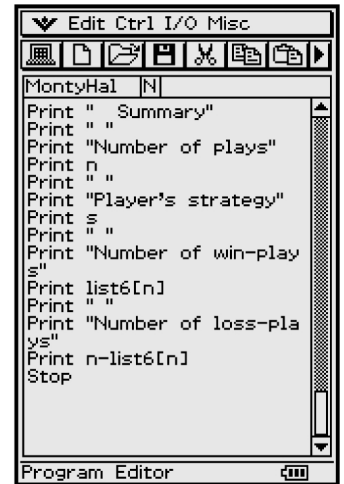 Edit Ctrl I/O Misc
MontyHal N
Print "  Summary"
Print " "
Print "Number of plays"
Print n
Print " "
Print "Player's strategy"
Print s
Print " "
Print "Number of win-play
s"
Print list6[n]
Print " "
Print "Number of loss-pla
ys"
Print n-list6[n]
Stop
Program Editor